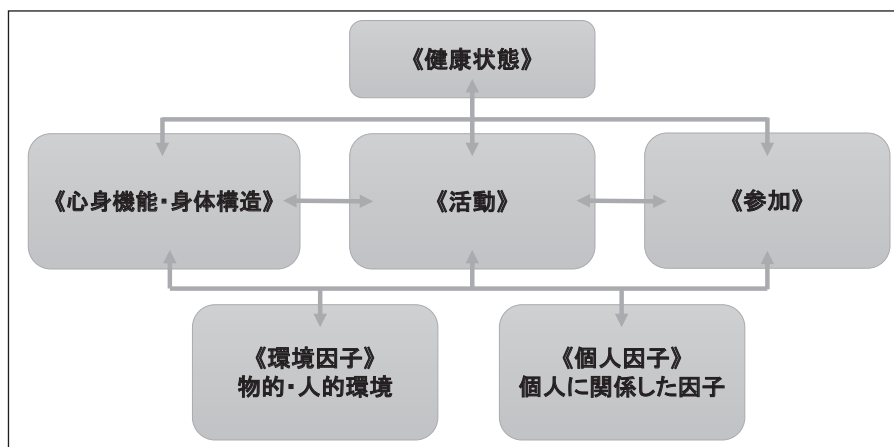 《健康状態》
《心身機能・身体構造》
《活動》
《参加》
《環境因子》
物的・人的環境
《個人因子》
個人に関係した因子